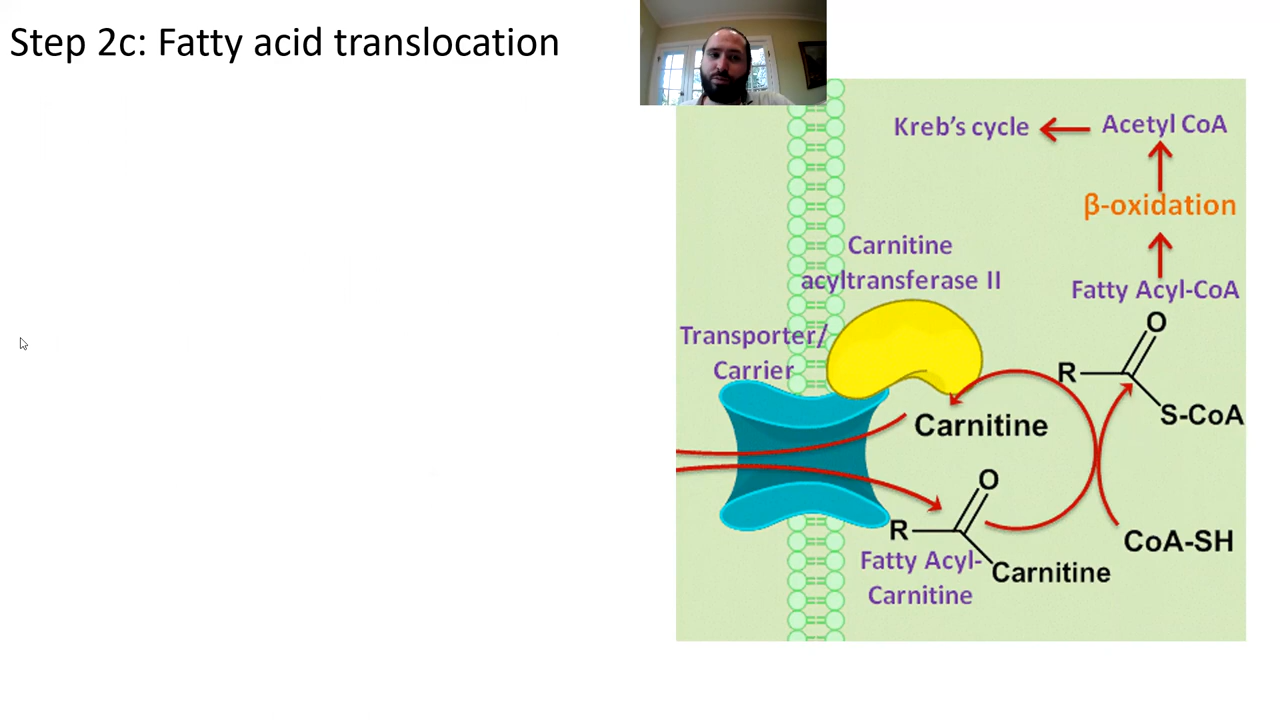 Step 2c: Fatty acid translocation
Kreb's cycle
Acetyl CoA
β-oxidation
Fatty Acyl-CoA
Carnitine
acyltransferase II
Transporter/
Carrier
O
R
S-CoA
Carnitine
O
R
Carnitine
Fatty Acyl-
Carnitine
CoA-SH